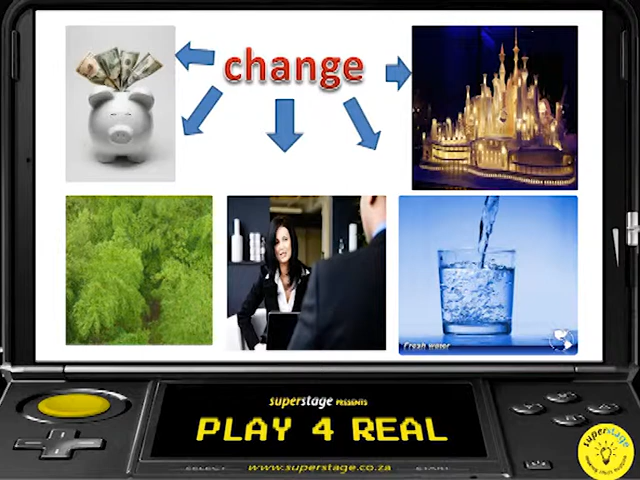 change
Fresh water
superstage PRESENTS
PLAY 4 REAL
SELECT
START
www.superstage.co.za
superstage